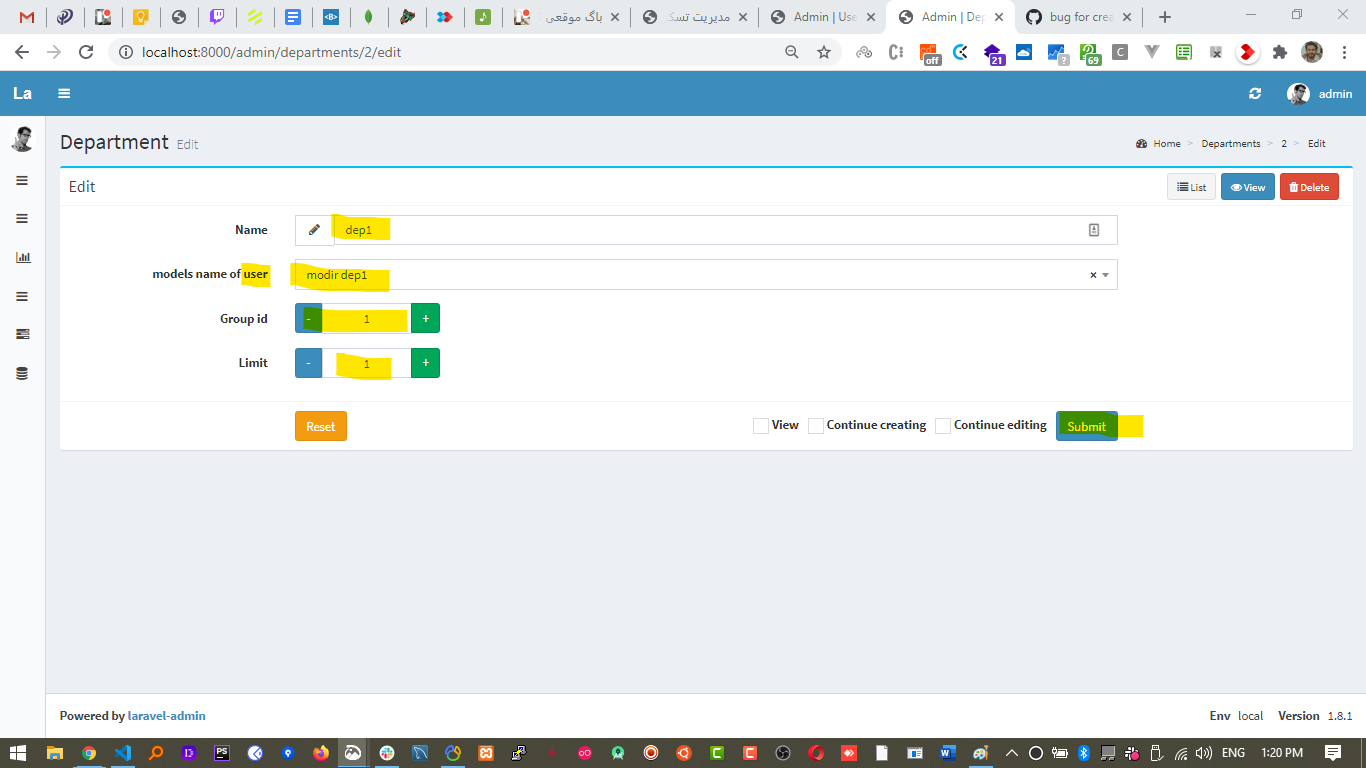 باگ موقعی
مدیریت تسک
Admin | Use
Admin | Dep
bug for crea
localhost:8000/admin/departments/2/edit
off
21
?
69
La
admin
Department Edit
Home > Departments > 2 > Edit
Edit
List
View
Delete
Name
dep1
models name of user
modir dep1
×
Group id
-
1
+
Limit
-
1
+
Reset
View
Continue creating
Continue editing
Submit
Powered by laravel-admin
Env local Version 1.8.1
ENG
1:20 PM